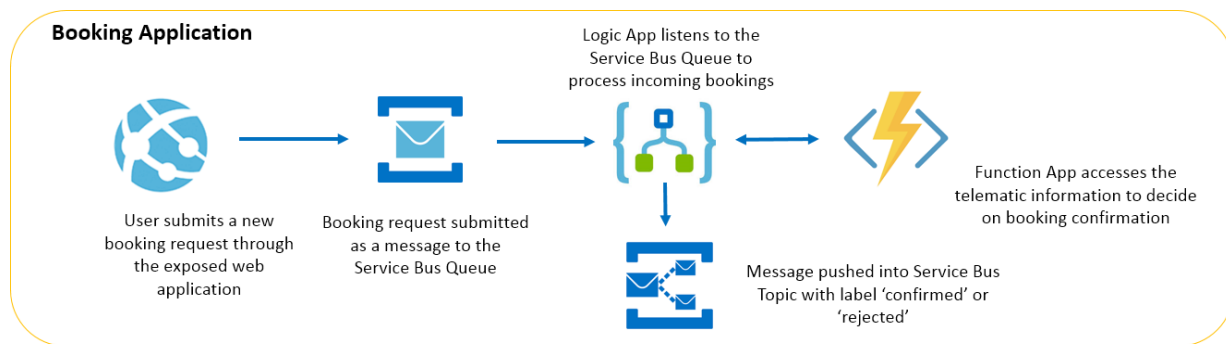 Booking Application
Logic App listens to the
Service Bus Queue to
process incoming bookings
User submits a new
booking request through
the exposed web
application
Booking request submitted
as a message to the
Service Bus Queue
Function App accesses the
telematic information to decide
on booking confirmation
Message pushed into Service Bus
Topic with label ‘confirmed’ or
‘rejected’